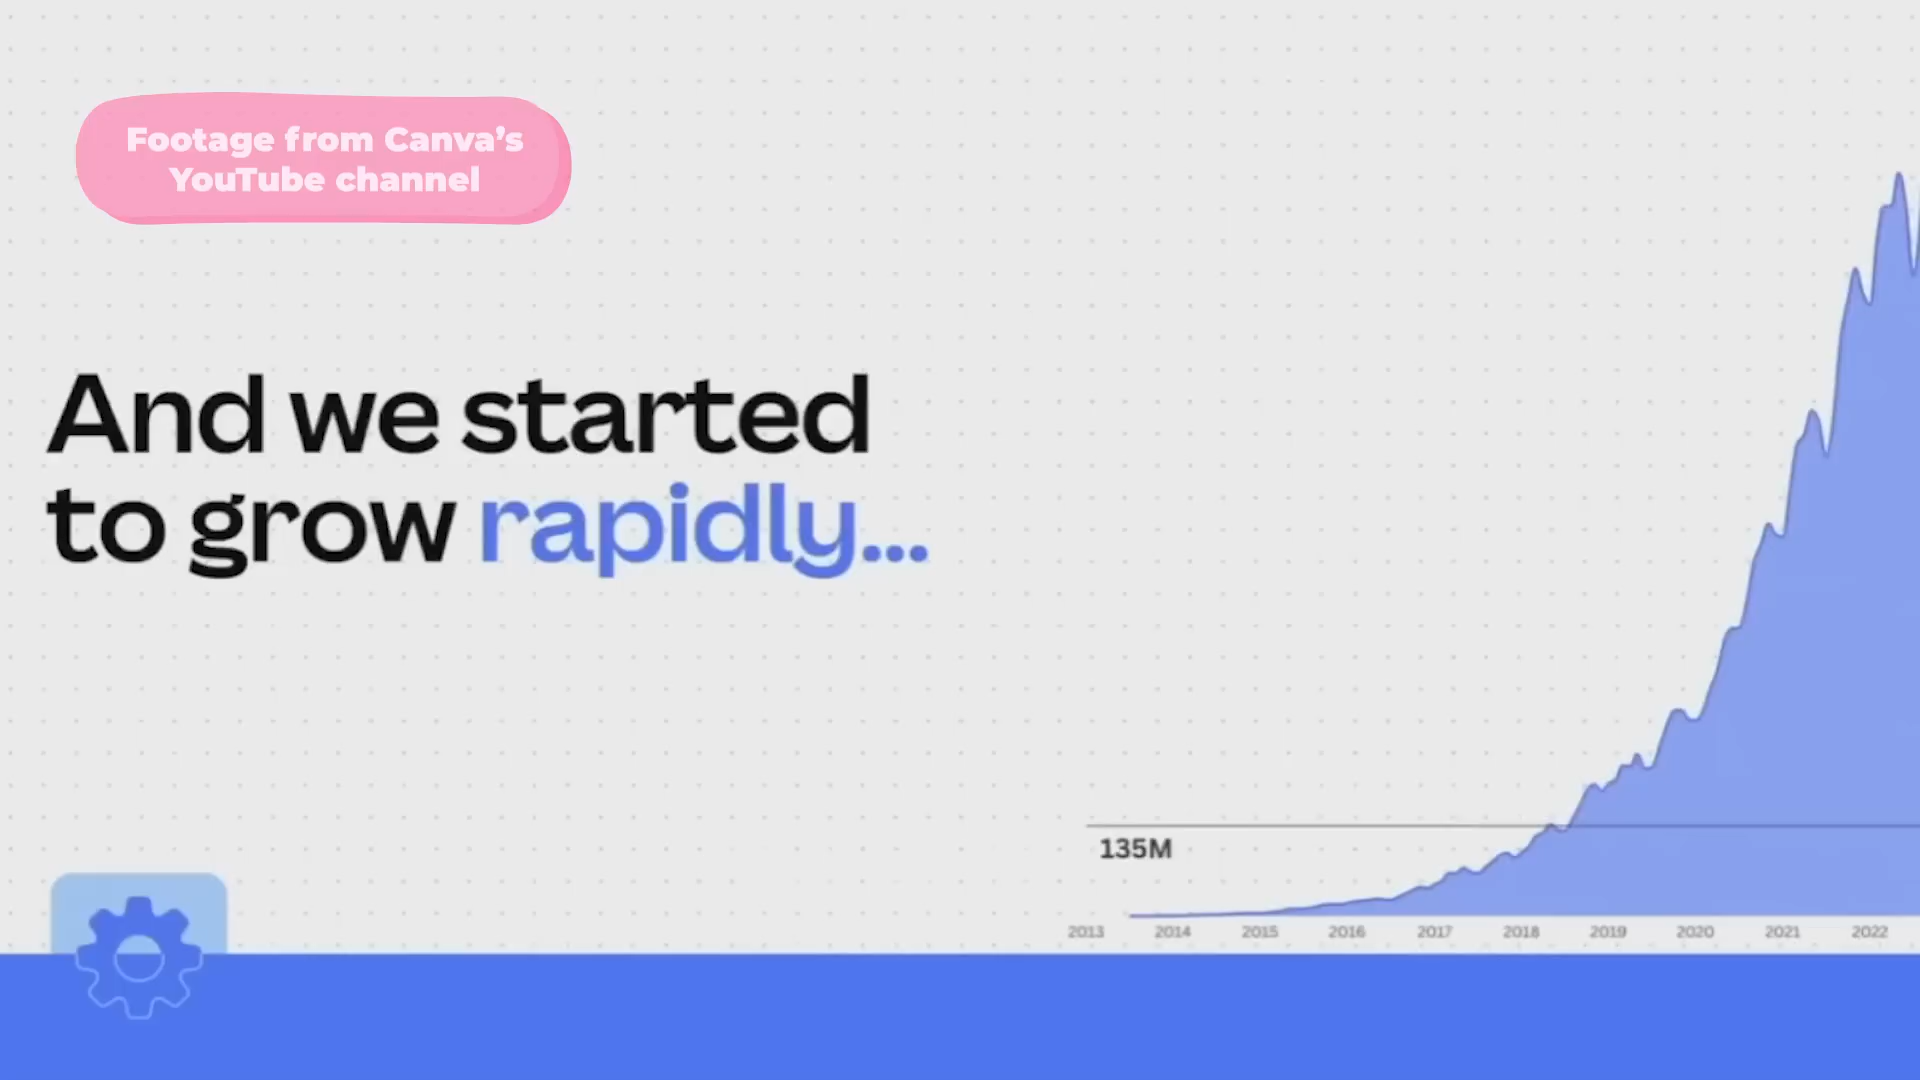 Footage from Canva’s
YouTube channel
And we started
to grow rapidly...
135M
2013 2014 2015 2016 2017 2018 2019 2020 2021 2022